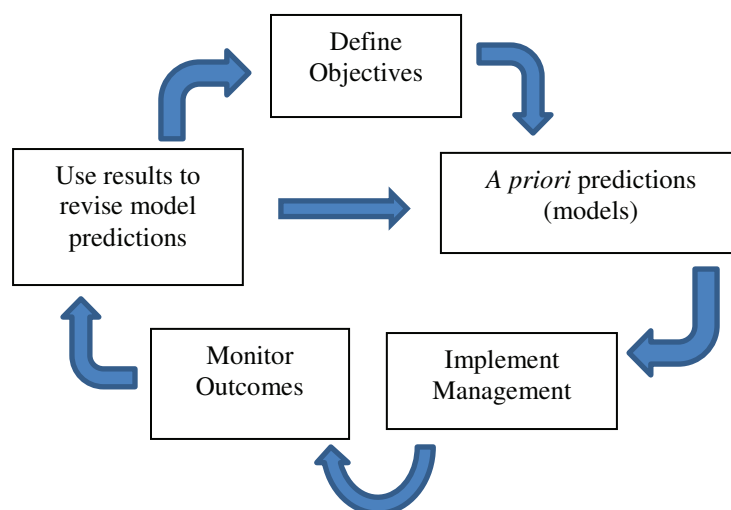 Define
Objectives
A priori predictions
(models)
Implement
Management
Monitor
Outcomes
Use results to
revise model
predictions